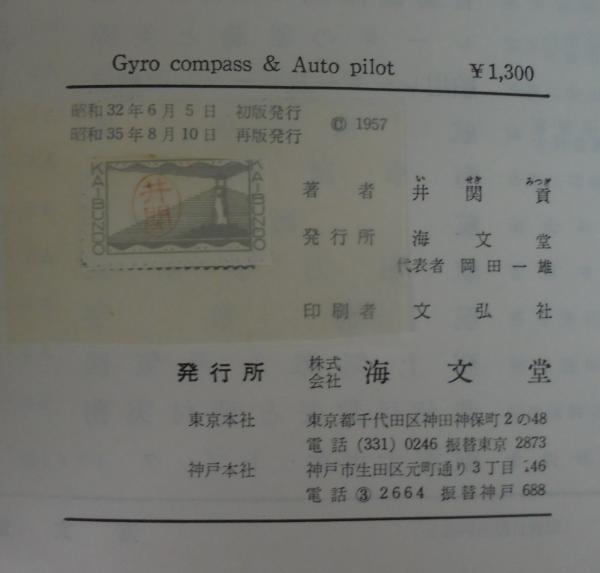 Gyro compass & Auto pilot ￥1,300
昭和32年6月5日 初版発行
昭和35年8月10日 再版発行
© 1957
KAIBUNDO
井関
KAIBUNDO
い せき みつぎ
著者 井関 貢
発行所 海文堂
代表者 岡田一雄
印刷者 文弘社
発行所 株式会社 海文堂
東京本社 東京都千代田区神田神保町2の48
電話 (331) 0246 振替東京 2873
神戸本社 神戸市生田区元町通り3丁目146
電話 ③ 2664 振替神戸 688